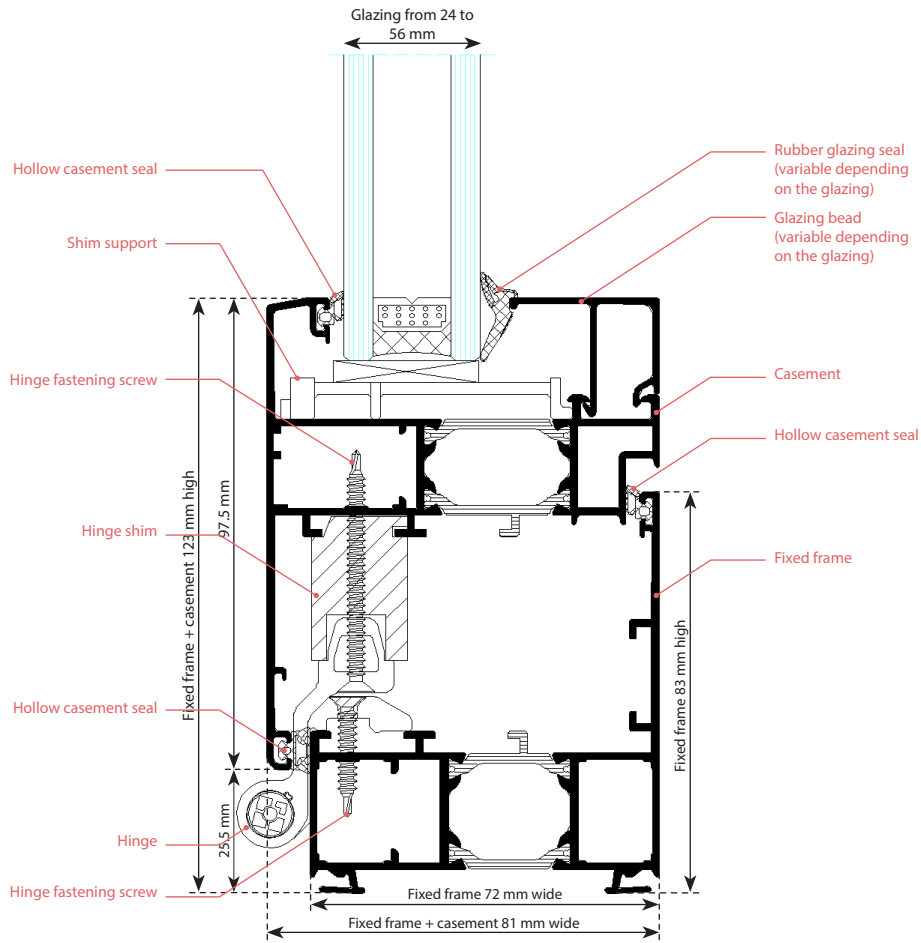 Glazing from 24 to
56 mm
Hollow casement seal
Shim support
Hinge fastening screw
Hinge shim
Hollow casement seal
Hinge
Hinge fastening screw
Rubber glazing seal
(variable depending
on the glazing)
Glazing bead
(variable depending
on the glazing)
Casement
Hollow casement seal
Fixed frame
Fixed frame + casement 123 mm high
97.5 mm
25.5 mm
Fixed frame 83 mm high
Fixed frame 72 mm wide
Fixed frame + casement 81 mm wide